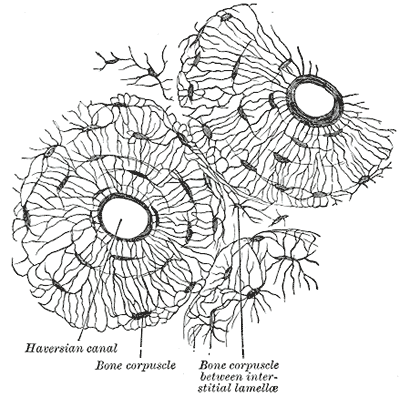 Haversian canal
Bone corpuscle
Bone corpuscle
between inter-
stitial lamellæ